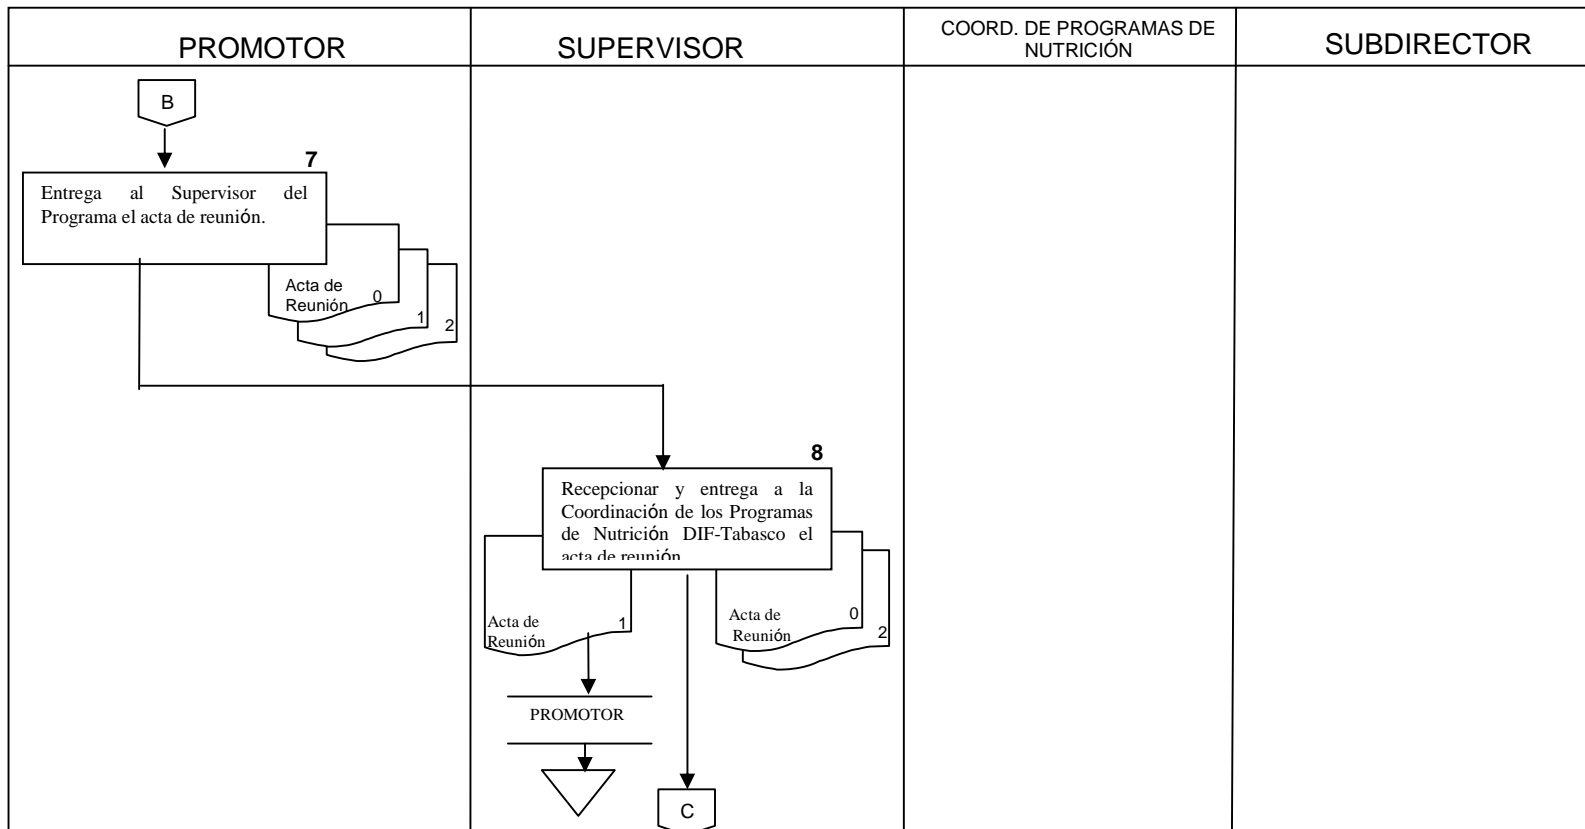 PROMOTOR
SUPERVISOR
COORD. DE PROGRAMAS DE
NUTRICIÓN
SUBDIRECTOR
B
7
Entrega al Supervisor del
Programa el acta de reunión.
Acta de
Reunión
0
1
2
8
Recepcionar y entrega a la
Coordinación de los Programas
de Nutrición DIF-Tabasco el
acta de reunión
Acta de
Reunión
1
Acta de
Reunión
0
2
PROMOTOR
C